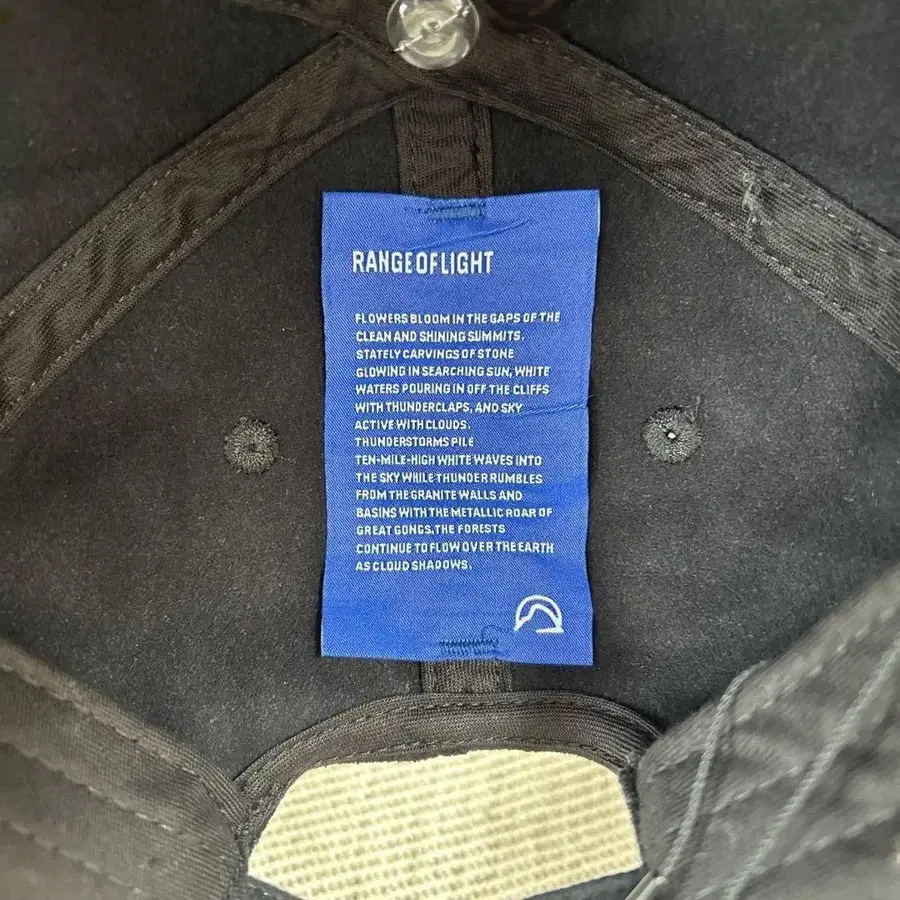 RANGEOFLIGHT
FLOWERS BLOOM IN THE GAPS OF THE
CLEAN AND SHINING SUMMITS.
STATELY CARVINGS OF STONE
GLOWING IN SEARCHING SUN, WHITE
WATERS POURING IN OFF THE CLIFFS
WITH THUNDERCLAPS, AND SKY
ACTIVE WITH CLOUDS.
THUNDERSTORMS PILE
TEN-MILE-HIGH WHITE WAVES INTO
THE SKY WHILE THUNDER RUMBLES
FROM THE GRANITE WALLS AND
BASINS WITH THE METALLIC ROAR OF
GREAT GONGS.THE FORESTS
CONTINUE TO FLOW OVER THE EARTH
AS CLOUD SHADOWS.